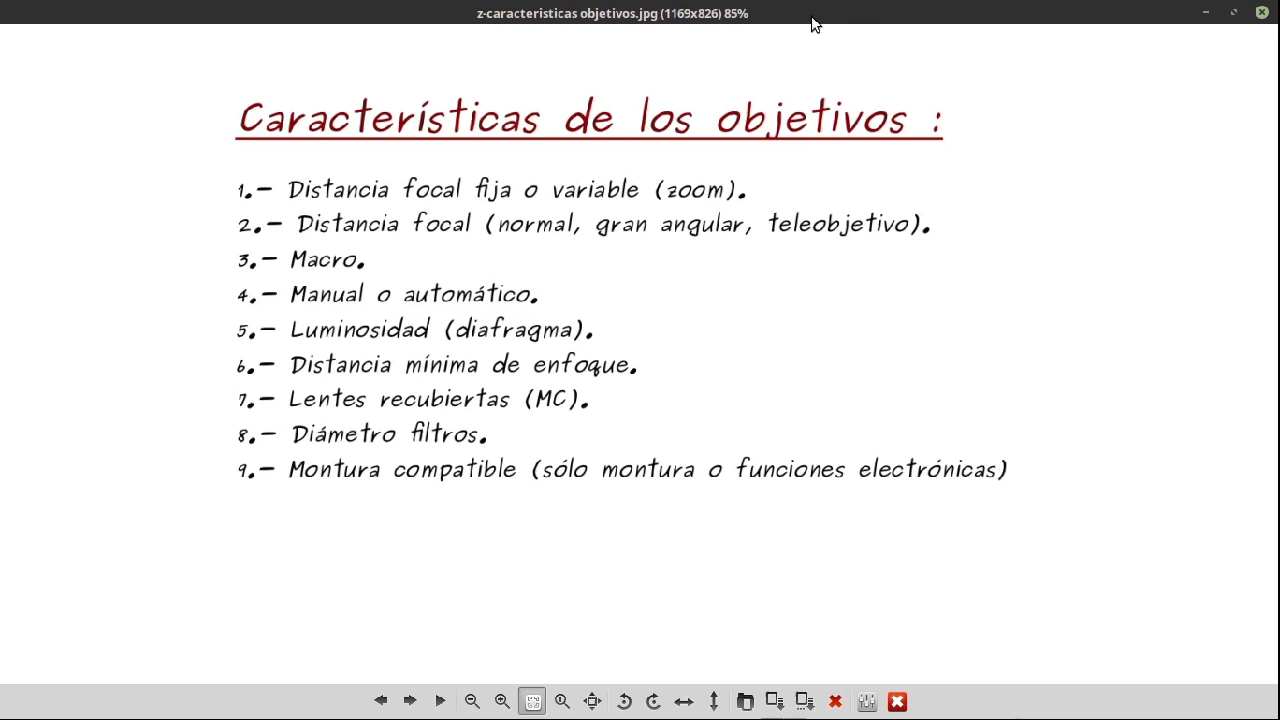 z-caracteristicas objetivos.jpg (1169x826) 85%
Características de los objetivos :
1.- Distancia focal fija o variable (zoom).
2.- Distancia focal (normal, gran angular, teleobjetivo).
3.- Macro.
4.- Manual o automático.
5.- Luminosidad (diafragma).
6.- Distancia mínima de enfoque.
7.- Lentes recubiertas (MC).
8.- Diámetro filtros.
9.- Montura compatible (sólo montura o funciones electrónicas)